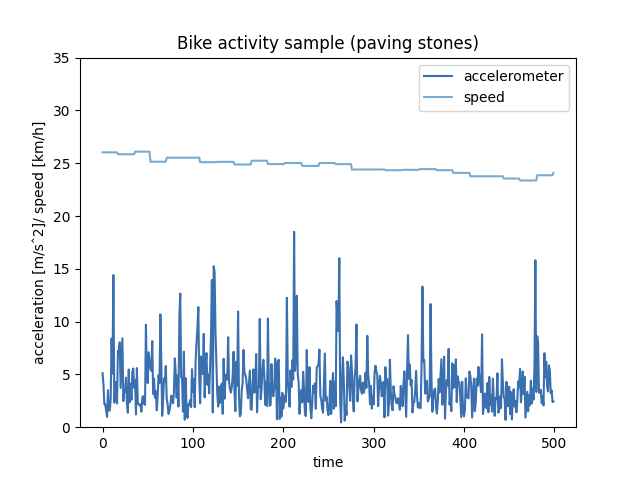 Bike activity sample (paving stones)
accelerometer
speed
acceleration [m/sˆ2]/ speed [km/h]
35
30
25
20
15
10
5
0
0 100 200 300 400 500
time